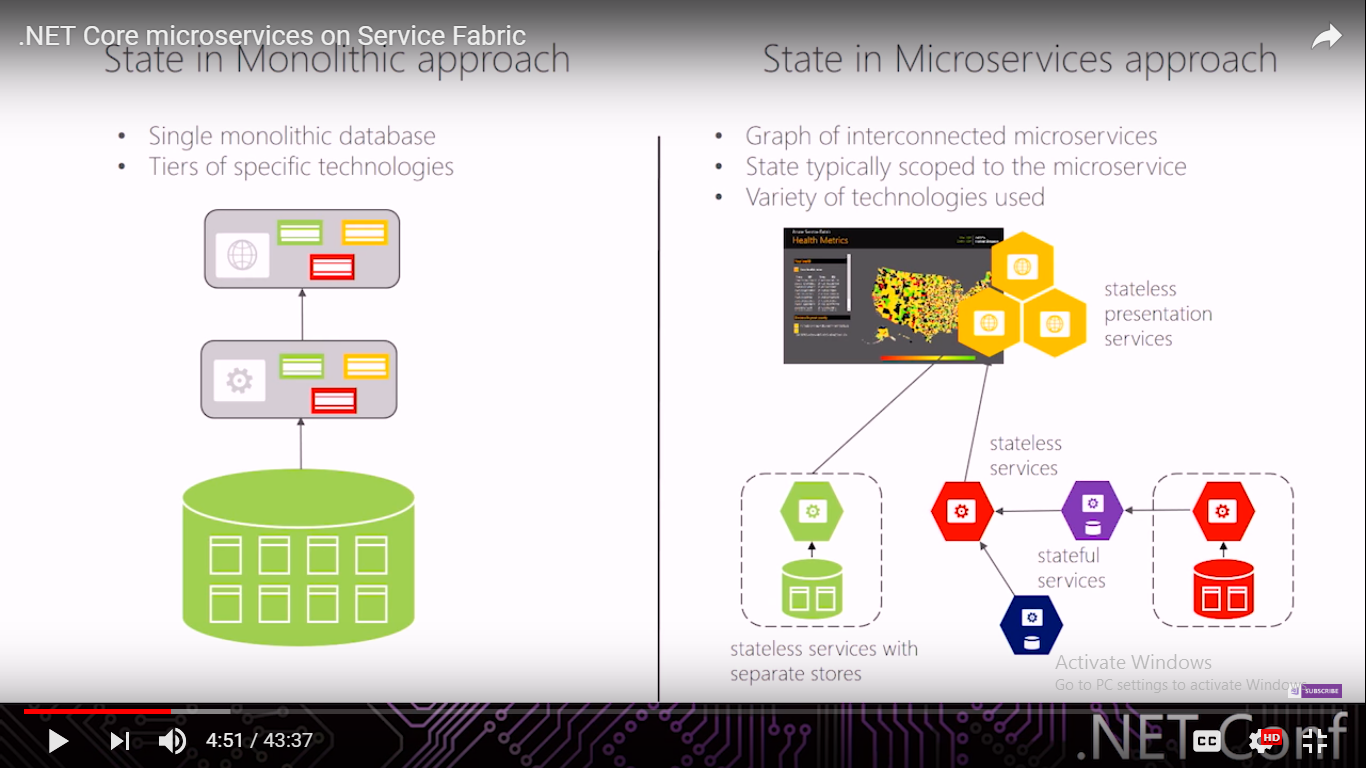 .NET Core microservices on Service Fabric
State in Monolithic approach
• Single monolithic database
• Tiers of specific technologies
State in Microservices approach
• Graph of interconnected microservices
• State typically scoped to the microservice
• Variety of technologies used
Health Metrics
stateless
presentation
services
stateless
services
stateful
services
stateless services with
separate stores
Activate Windows
Go to PC settings to activate Windows.
SUBSCRIBE
.NET Conf
4:51 / 43:37
CC
HD